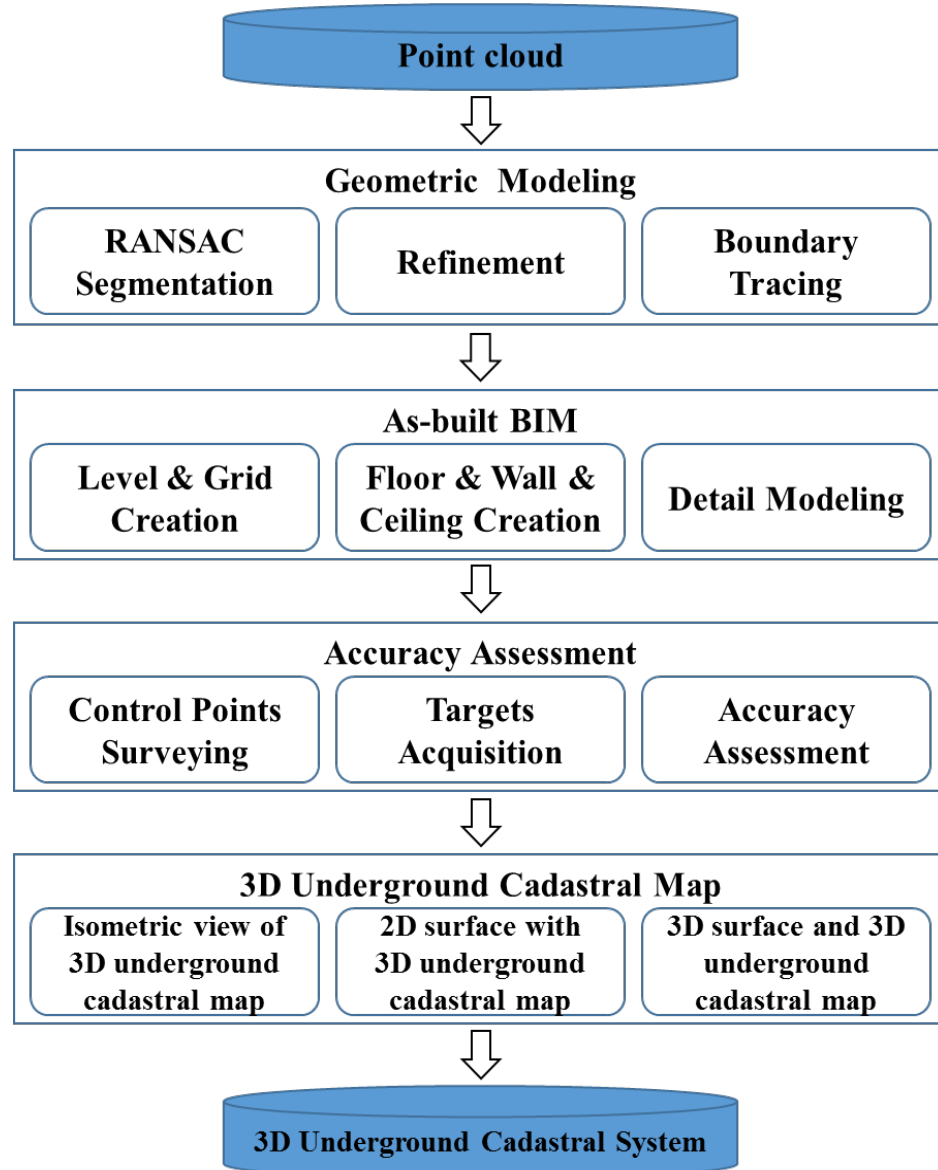 Point cloud
Geometric Modeling
RANSAC
Segmentation
Refinement
Boundary
Tracing
As-built BIM
Level & Grid
Creation
Floor & Wall &
Ceiling Creation
Detail Modeling
Accuracy Assessment
Control Points
Surveying
Targets
Acquisition
Accuracy
Assessment
3D Underground Cadastral Map
Isometric view of
3D underground
cadastral map
2D surface with
3D underground
cadastral map
3D surface and 3D
underground
cadastral map
3D Underground Cadastral System